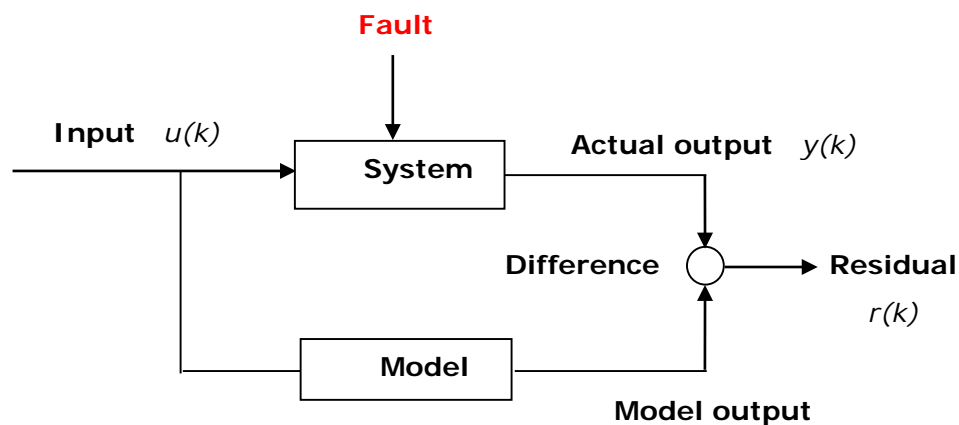 Fault
Input u(k)
System
Actual output y(k)
Difference
Residual
r(k)
Model
Model output